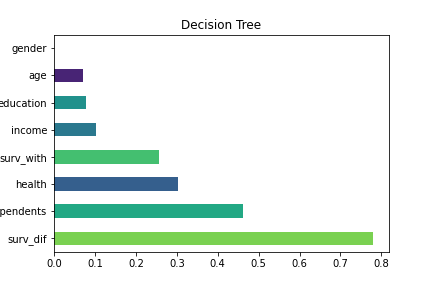 Decision Tree
gender
age
education
income
surv_with
health
pendents
surv_dif
0.0 0.1 0.2 0.3 0.4 0.5 0.6 0.7 0.8